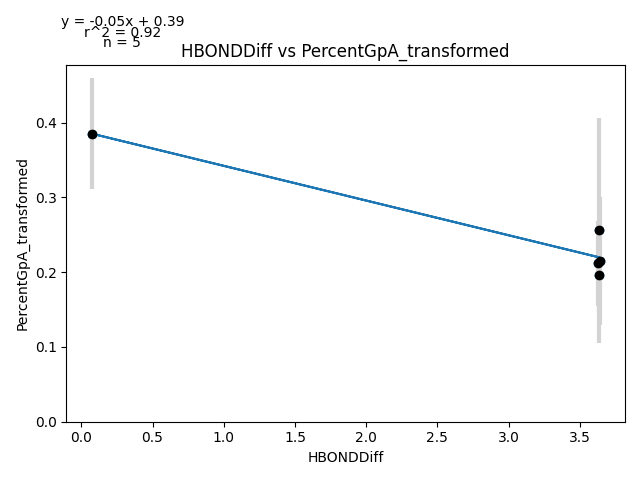 y = -0.05x + 0.39
r^2 = 0.92
n = 5
HBONDDiff vs PercentGpA_transformed
PercentGpA_transformed
0.4
0.3
0.2
0.1
0.0
0.0 0.5 1.0 1.5 2.0 2.5 3.0 3.5
HBONDDiff